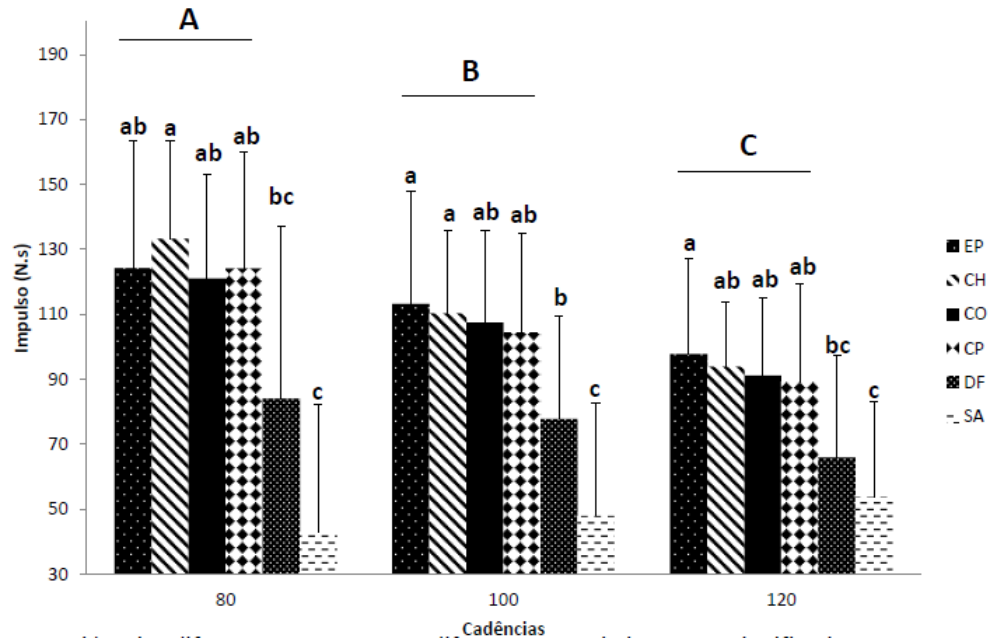 A
190
B
170
C
ab
a
ab
ab
150
a
bc
a
ab
ab
130
a
ab
ab
ab
Impulso (N.s)
EP
CH
CO
CP
DF
SA
110
b
bc
90
c
c
c
70
50
30
80
100
120
Cadências